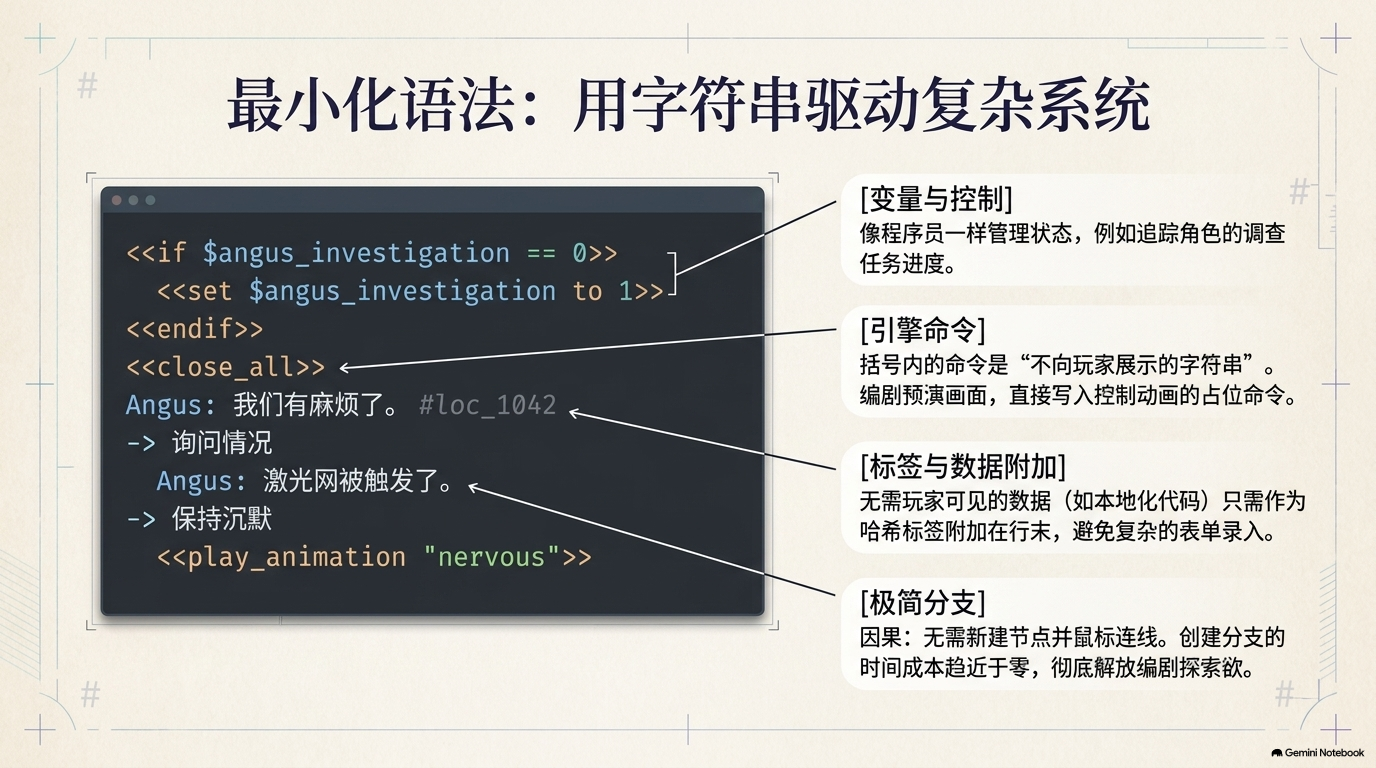 最小化语法：用字符串驱动复杂系统
<<if $angus_investigation == 0>>
<<set $angus_investigation to 1>>
<<endif>>
<<close_all>>
Angus: 我们有麻烦了。 #loc_1042
-> 询问情况
Angus: 激光网被触发了。
-> 保持沉默
<<play_animation "nervous">>
[变量与控制]
像程序员一样管理状态，例如追踪角色的调查
任务进度。
[引擎命令]
括号内的命令是“不向玩家展示的字符串”。
编剧预演画面，直接写入控制动画的占位命令。
[标签与数据附加]
无需玩家可见的数据（如本地化代码）只需作为
哈希标签附加在行末，避免复杂的表单录入。
[极简分支]
因果：无需新建节点并鼠标连线。创建分支的
时间成本趋近于零，彻底解放编剧探索欲。
#
#
#
#
Gemini Notebook